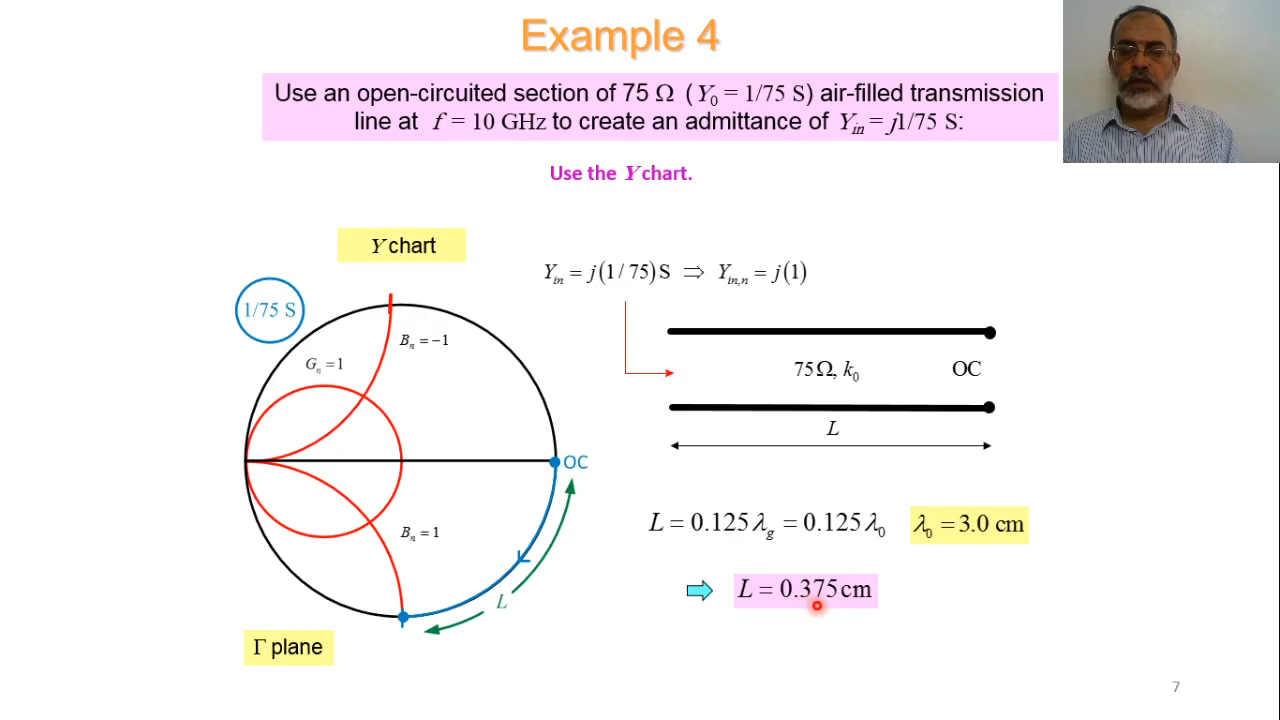 Example 4
Use an open-circuited section of 75 Ω ( Y₀ = 1/75 S) air-filled transmission
line at f = 10 GHz to create an admittance of Yᵢₙ = j1/75 S:
Use the Y chart.
Y chart
Yᵢₙ = j(1 / 75) S ⇒ Yᵢₙ,ₙ = j(1)
1/75 S
Bₙ = −1
Gₙ = 1
75 Ω, k₀
OC
L
OC
Bₙ = 1
L
L = 0.125 λg = 0.125 λ₀
λ₀ = 3.0 cm
L = 0.375 cm
Γ plane
7